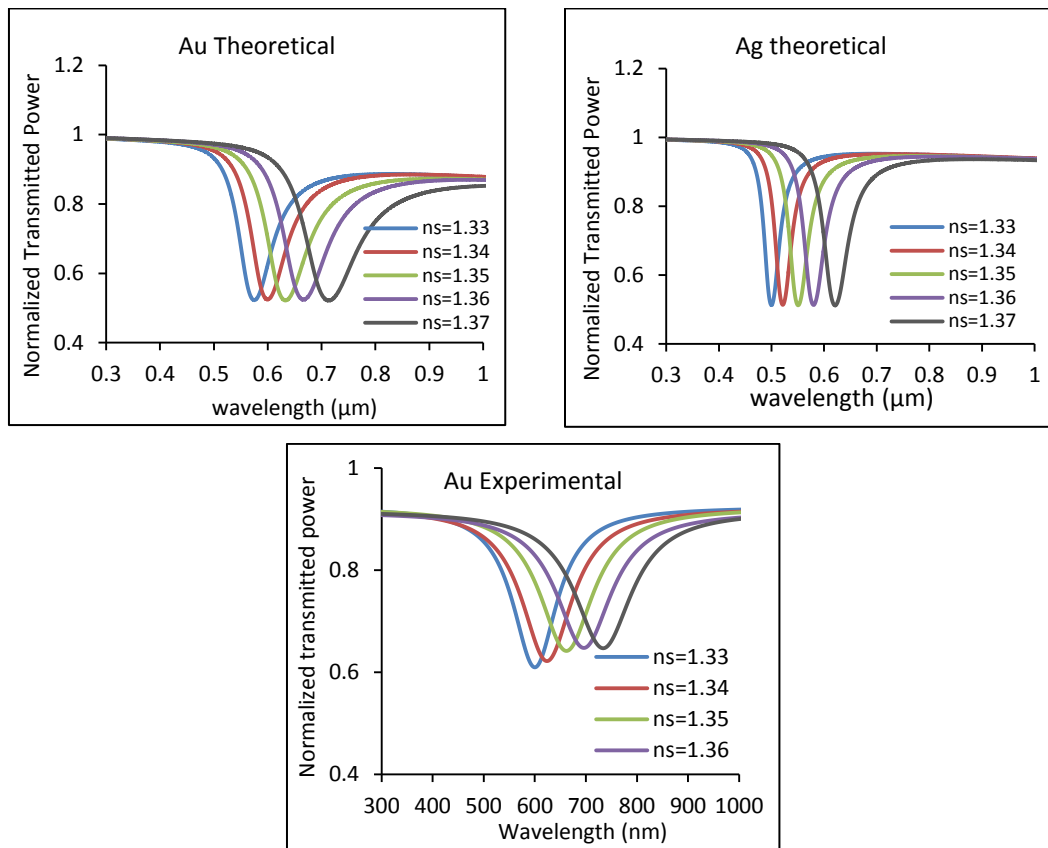 Au Theoretical
Normalized Transmitted Power
1.2
1
0.8
0.6
0.4
0.3 0.4 0.5 0.6 0.7 0.8 0.9 1
wavelength (µm)
ns=1.33
ns=1.34
ns=1.35
ns=1.36
ns=1.37
Ag theoretical
Normalized Transmitted Power
1.2
1
0.8
0.6
0.4
0.3 0.4 0.5 0.6 0.7 0.8 0.9 1
wavelength (µm)
ns=1.33
ns=1.34
ns=1.35
ns=1.36
ns=1.37
Au Experimental
Normalized transmitted power
1
0.8
0.6
0.4
300 400 500 600 700 800 900 1000
Wavelength (nm)
ns=1.33
ns=1.34
ns=1.35
ns=1.36